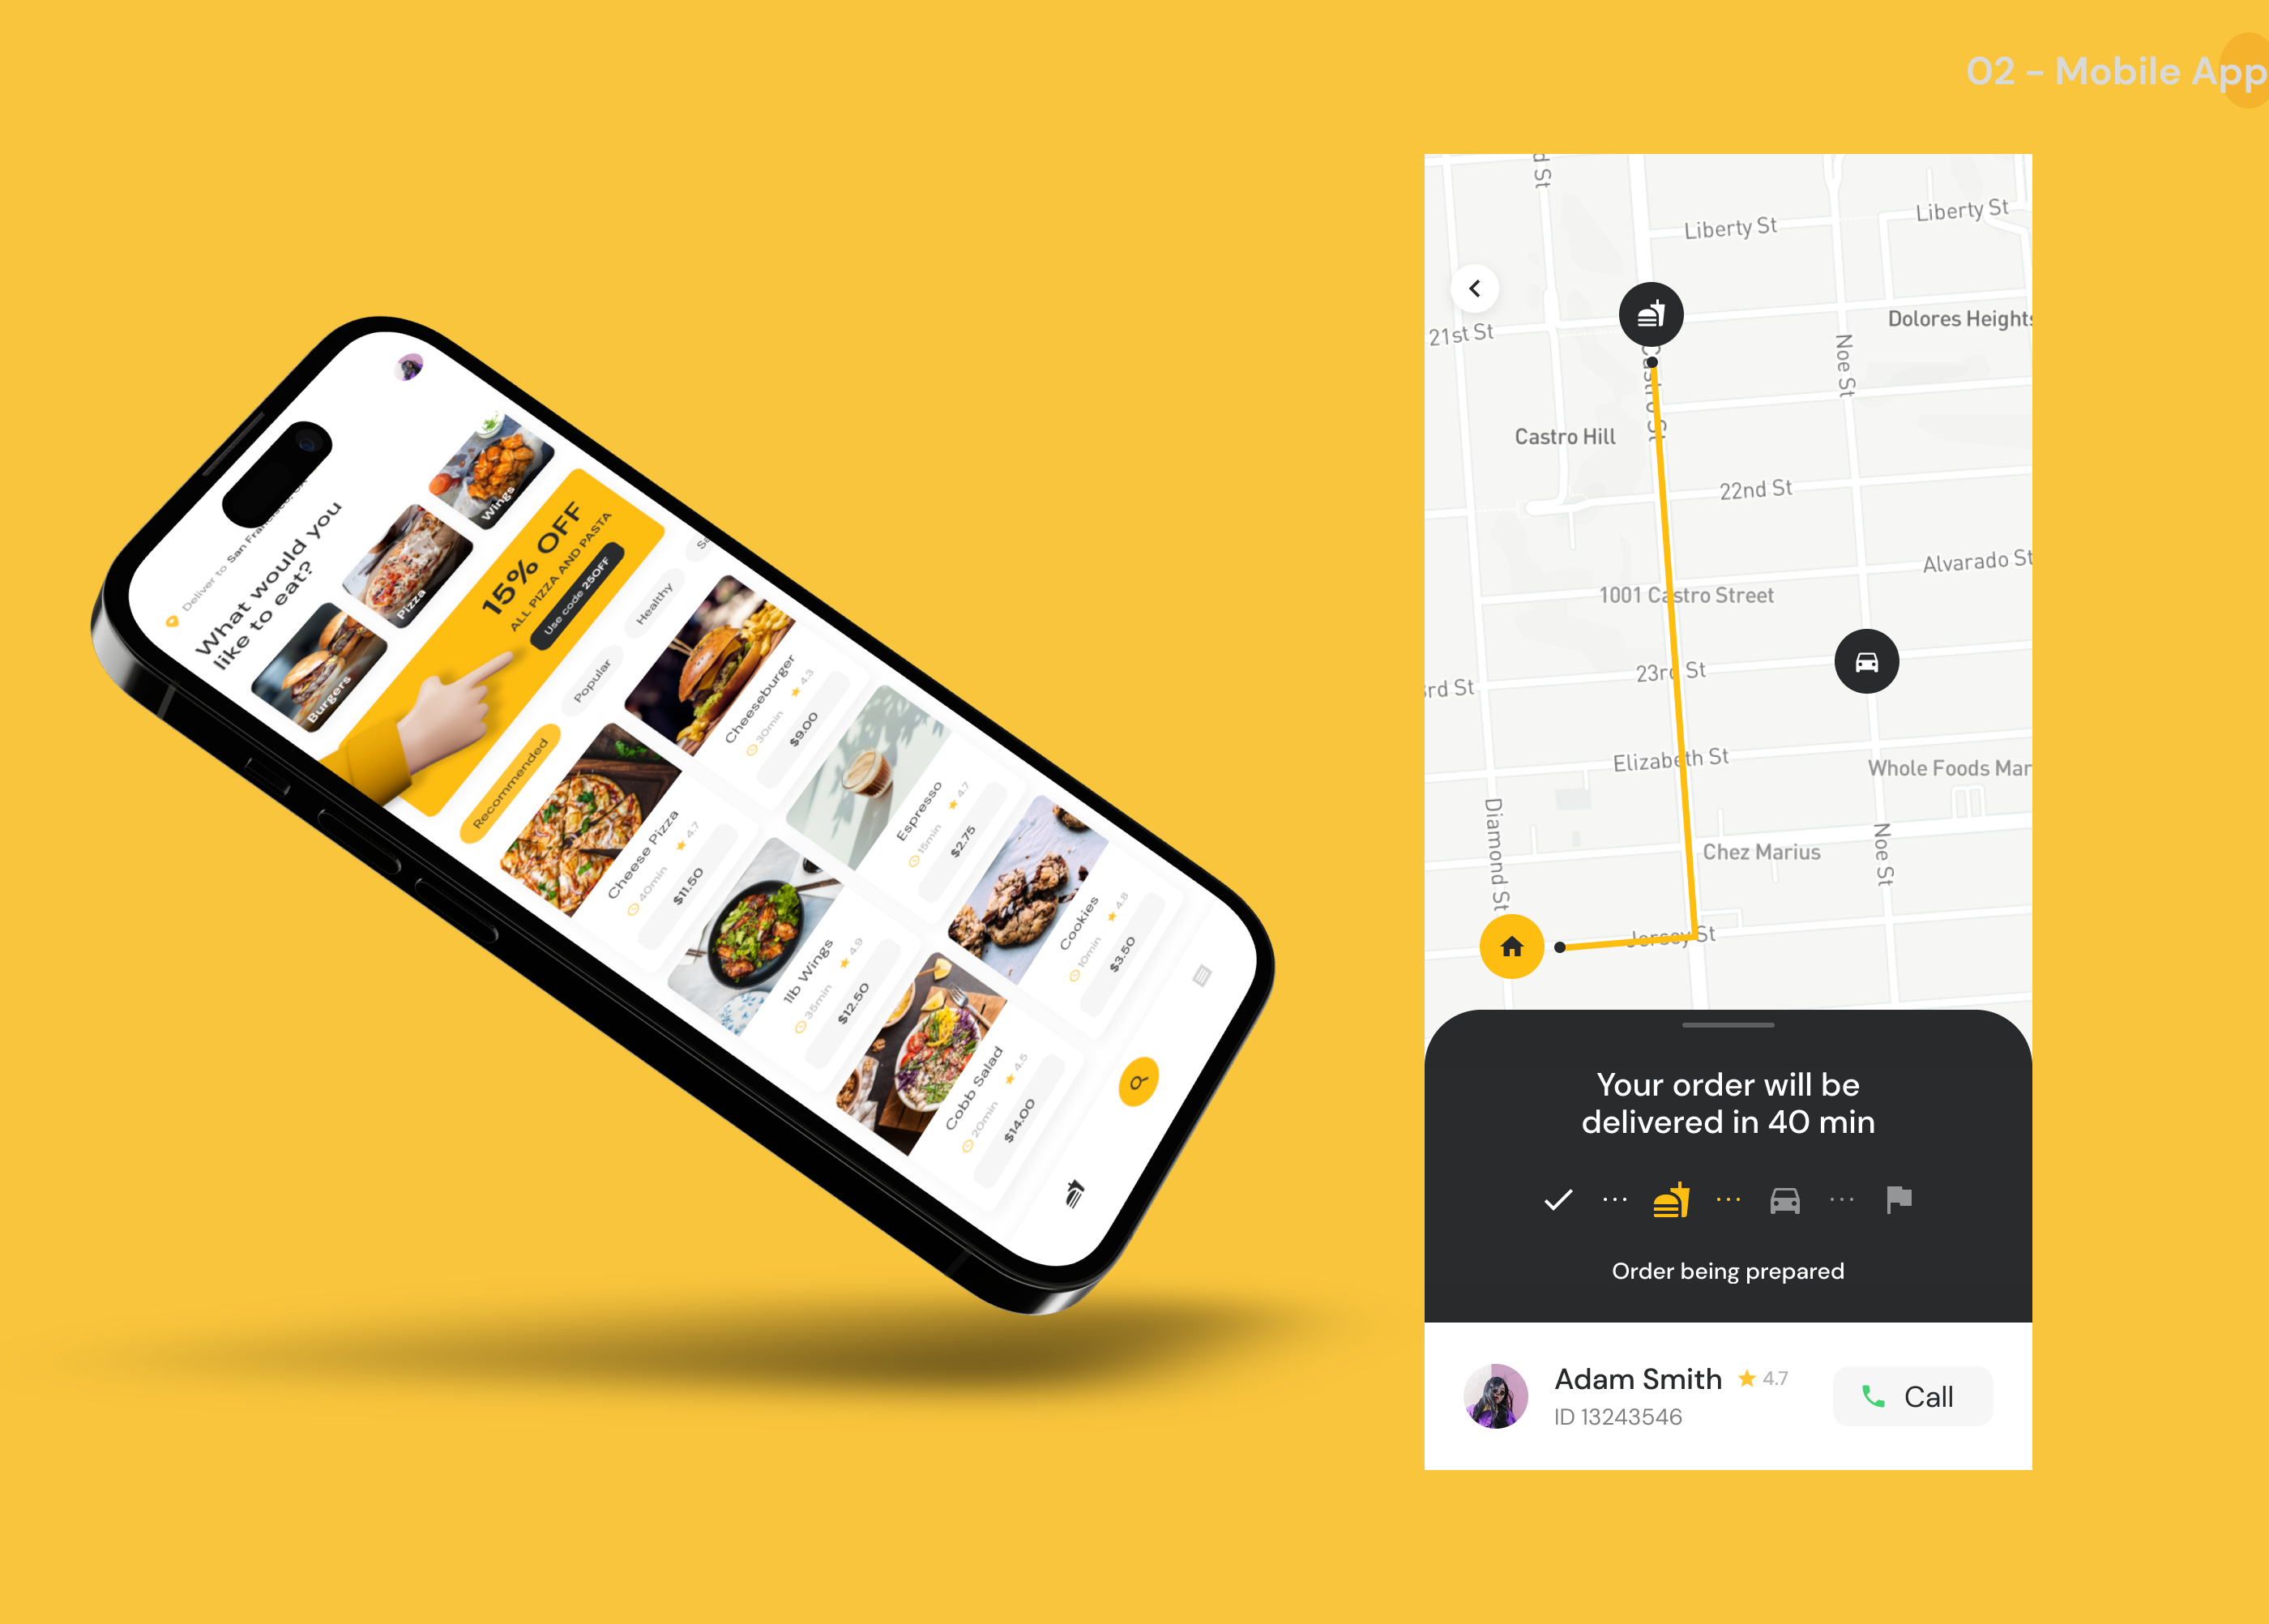 02 - Mobile App
Deliver to San Francisco, CA
What would you
like to eat?
Burgers
Pizza
Wings
15% OFF
ALL PIZZA AND PASTA
Use code 25OFF
Recommended
Popular
Healthy
Cheese Pizza
40min 4.7
$11.50
Cheeseburger
30min 4.3
$9.00
1lb Wings
35min 4.9
$12.50
Espresso
15min 4.7
$2.75
Cobb Salad
20min 4.5
$14.00
Cookies
10min 4.8
$3.50
d St
Liberty St
Liberty St
21st St
Dolores Heights
Castro St
Noe St
Castro Hill
22nd St
Alvarado St
1001 Castro Street
23rd St
rd St
Elizabeth St
Whole Foods Mar
Diamond St
Chez Marius
Noe St
Jersey St
Your order will be
delivered in 40 min
Order being prepared
Adam Smith 4.7
ID 13243546
Call